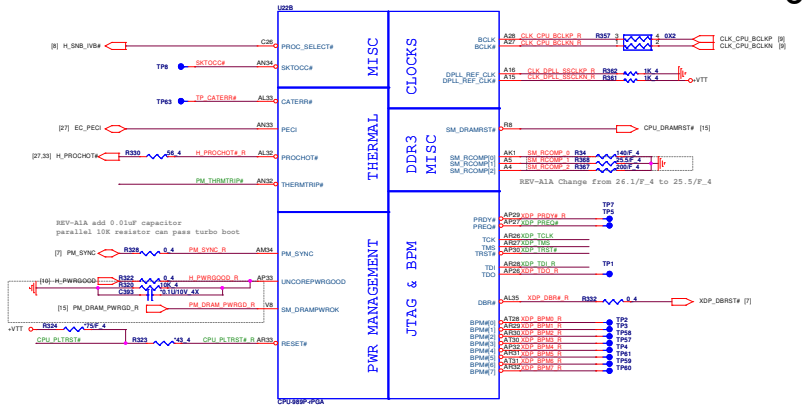 U22B
[8] H_SNB_IVB# C26 PROC_SELECT#
TP8 SKTOCC# AN34 SKTOCC#
MISC
TP63 TP_CATERR# AL33 CATERR#
[27] EC_PECI AN33 PECI
[27,33] H_PROCHOT# R330 56_4 H_PROCHOT#_R AL32 PROCHOT#
PM_THRMTRIP# AN32 THERMTRIP#
THERMAL
REV-A1A add 0.01uF capacitor
parallel 10K resistor can pass turbo boot
[7] PM_SYNC R328 0_4 PM_SYNC_R AM34 PM_SYNC
[10] H_PWRGOOD R322 0_4 H_PWRGOOD_R AP33 UNCOREPWRGOOD
R320 10K_4
C393 *0.1U/10V_4X
[15] PM_DRAM_PWRGD_R PM_DRAM_PWRGD_R V8 SM_DRAMPWROK
+VTT R324 *75/F_4
CPU_PLTRST# R323 *43_4 CPU_PLTRST#_R AR33 RESET#
PWR MANAGEMENT
CPU-989P-rPGA
CLOCKS
BCLK A28 CLK_CPU_BCLKP_R R357 3 4 0X2 CLK_CPU_BCLKP [9]
BCLK# A27 CLK_CPU_BCLKN_R 1 2 CLK_CPU_BCLKN [9]
DPLL_REF_CLK A16 CLK_DPLL_SSCLKP_R R362 1K_4
DPLL_REF_CLK# A15 CLK_DPLL_SSCLKN_R R361 1K_4 +VTT
DDR3
MISC
SM_DRAMRST# R8 CPU_DRAMRST# [15]
SM_RCOMP[0] AK1 SM_RCOMP_0 R34 140/F_4
SM_RCOMP[1] A5 SM_RCOMP_1 R368 25.5/F_4
SM_RCOMP[2] A4 SM_RCOMP_2 R367 200/F_4
REV-A1A Change from 26.1/F_4 to 25.5/F_4
JTAG & BPM
PRDY# AP29 XDP_PRDY#_R TP7
PREQ# AP27 XDP_PREQ# TP5
TCK AR26 XDP_TCLK
TMS AR27 XDP_TMS
TRST# AP30 XDP_TRST#
TDI AR28 XDP_TDI_R TP1
TDO AP26 XDP_TDO_R
DBR# AL35 XDP_DBR#_R R332 0_4 XDP_DBRST# [7]
BPM#[0] AT28 XDP_BPM0_R TP2
BPM#[1] AR29 XDP_BPM1_R TP3
BPM#[2] AR30 XDP_BPM2_R TP58
BPM#[3] AT30 XDP_BPM3_R TP57
BPM#[4] AP32 XDP_BPM4_R TP4
BPM#[5] AR31 XDP_BPM5_R TP61
BPM#[6] AT31 XDP_BPM6_R TP59
BPM#[7] AR32 XDP_BPM7_R TP60